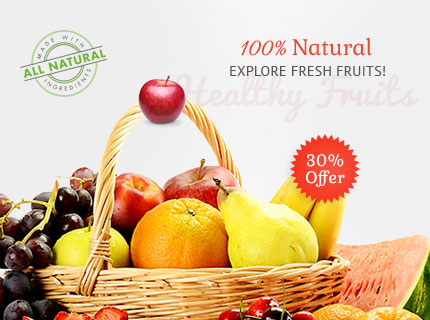 MADE WITH
ALL NATURAL
INGREDIENTS
100% Natural
EXPLORE FRESH FRUITS!
Healthy Fruits
30%
Offer